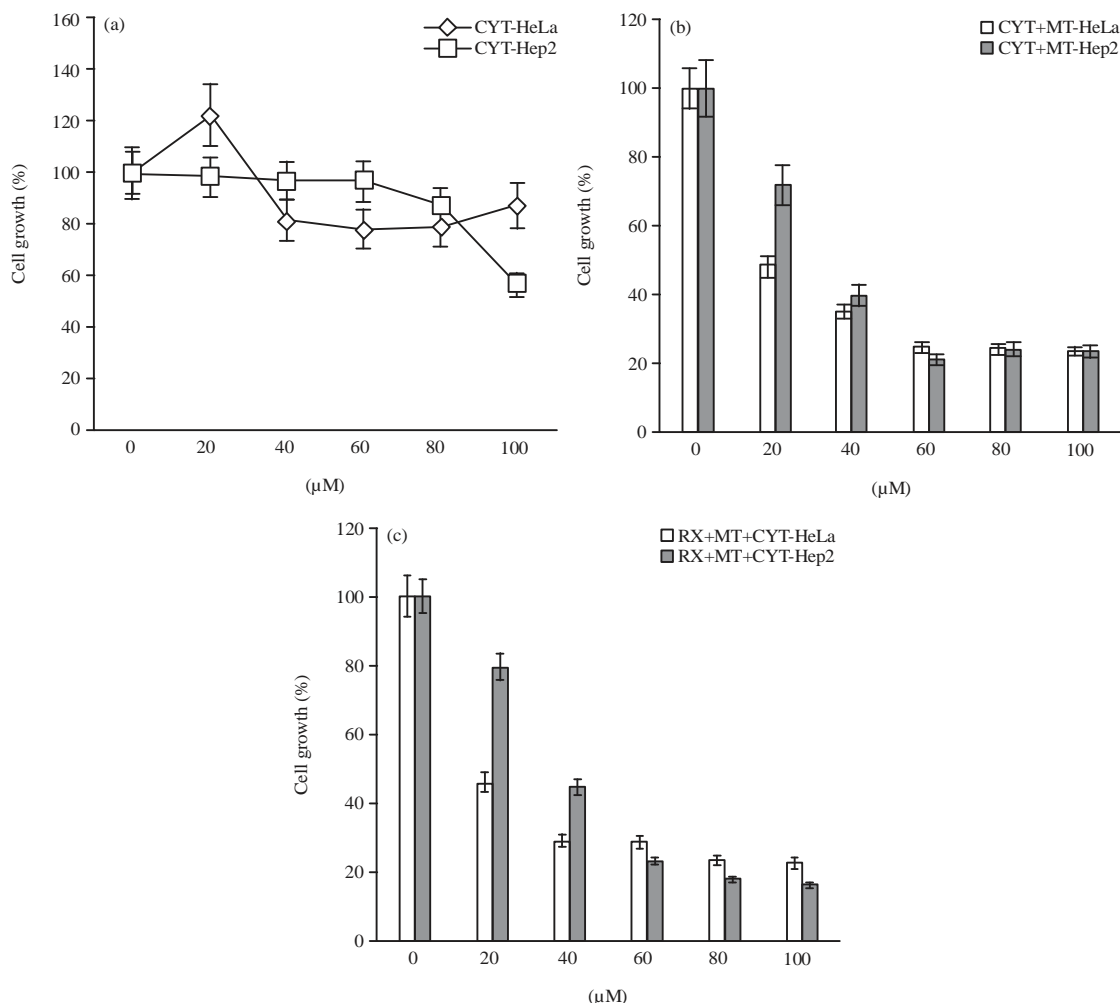 (a)
CYT-HeLa
CYT-Hep2
160
140
120
100
80
60
40
20
0
Cell growth (%)
0 20 40 60 80 100
(µM)
(b)
CYT+MT-HeLa
CYT+MT-Hep2
120
100
80
60
40
20
0
Cell growth (%)
0 20 40 60 80 100
(µM)
(c)
RX+MT+CYT-HeLa
RX+MT+CYT-Hep2
120
100
80
60
40
20
0
Cell growth (%)
0 20 40 60 80 100
(µM)